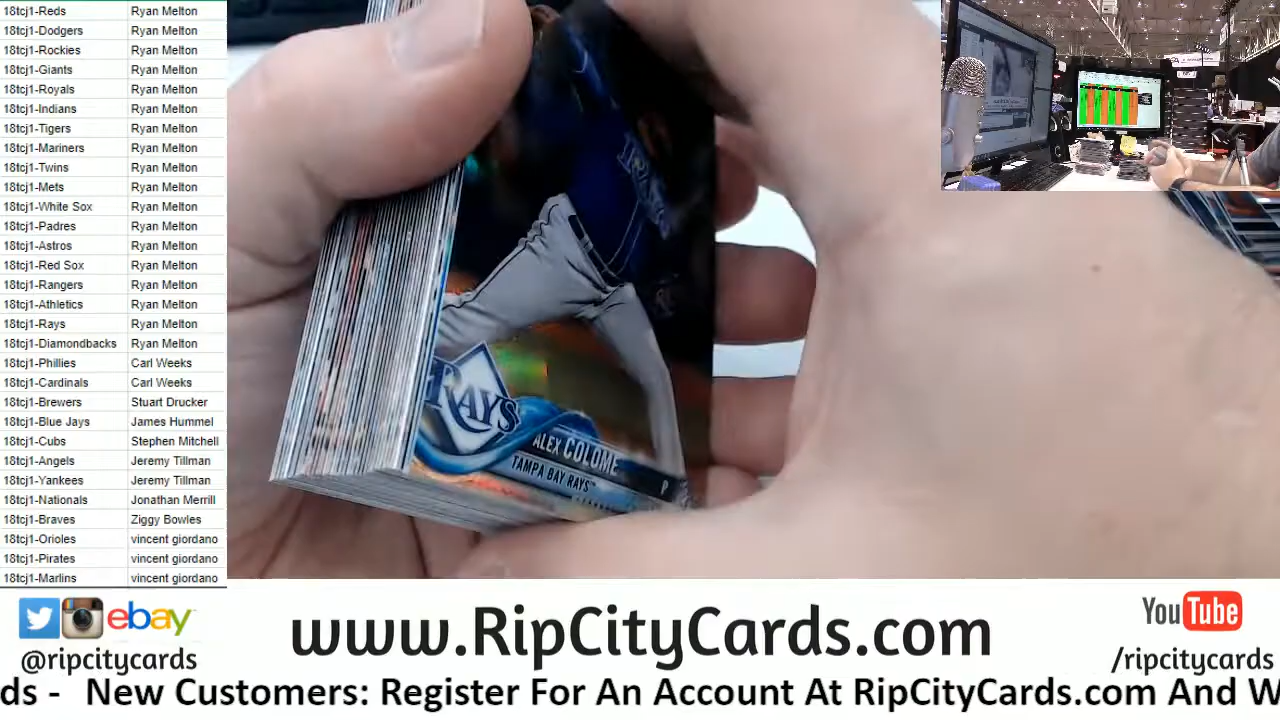 18tcj1-Reds Ryan Melton
18tcj1-Dodgers Ryan Melton
18tcj1-Rockies Ryan Melton
18tcj1-Giants Ryan Melton
18tcj1-Royals Ryan Melton
18tcj1-Indians Ryan Melton
18tcj1-Tigers Ryan Melton
18tcj1-Mariners Ryan Melton
18tcj1-Twins Ryan Melton
18tcj1-Mets Ryan Melton
18tcj1-White Sox Ryan Melton
18tcj1-Padres Ryan Melton
18tcj1-Astros Ryan Melton
18tcj1-Red Sox Ryan Melton
18tcj1-Rangers Ryan Melton
18tcj1-Athletics Ryan Melton
18tcj1-Rays Ryan Melton
18tcj1-Diamondbacks Ryan Melton
18tcj1-Phillies Carl Weeks
18tcj1-Cardinals Carl Weeks
18tcj1-Brewers Stuart Drucker
18tcj1-Blue Jays James Hummel
18tcj1-Cubs Stephen Mitchell
18tcj1-Angels Jeremy Tillman
18tcj1-Yankees Jeremy Tillman
18tcj1-Nationals Jonathan Merrill
18tcj1-Braves Ziggy Bowles
18tcj1-Orioles vincent giordano
18tcj1-Pirates vincent giordano
18tcj1-Marlins vincent giordano
RAYS
ALEX COLOME
TAMPA BAY RAYS™
P
ebay
@ripcitycards
www.RipCityCards.com
YouTube
/ripcitycards
ds - New Customers: Register For An Account At RipCityCards.com And W